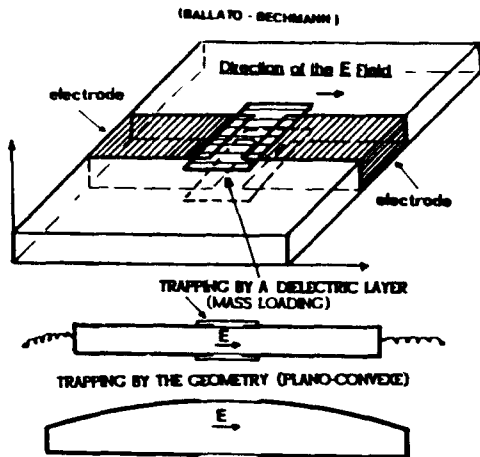 (BALLATO - BECHMANN)
Direction of the E Field
electrode
electrode
TRAPPING BY A DIELECTRIC LAYER
(MASS LOADING)
E
TRAPPING BY THE GEOMETRY (PLANO-CONVEXE)
E